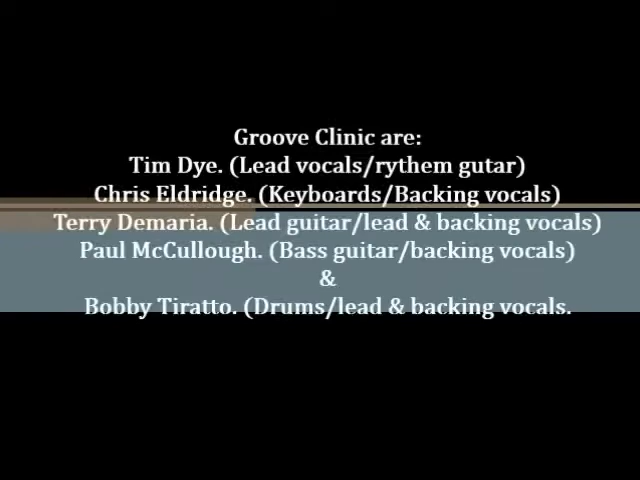 Groove Clinic are:
Tim Dye. (Lead vocals/rythem gutar)
Chris Eldridge. (Keyboards/Backing vocals)
Terry Demaria. (Lead guitar/lead & backing vocals)
Paul McCullough. (Bass guitar/backing vocals)
&
Bobby Tiratto. (Drums/lead & backing vocals.